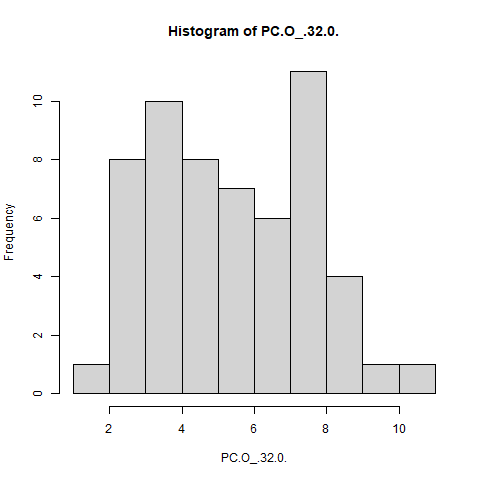 Histogram of PC.O_.32.0.
Frequency
0 2 4 6 8 10
2 4 6 8 10
PC.O_.32.0.